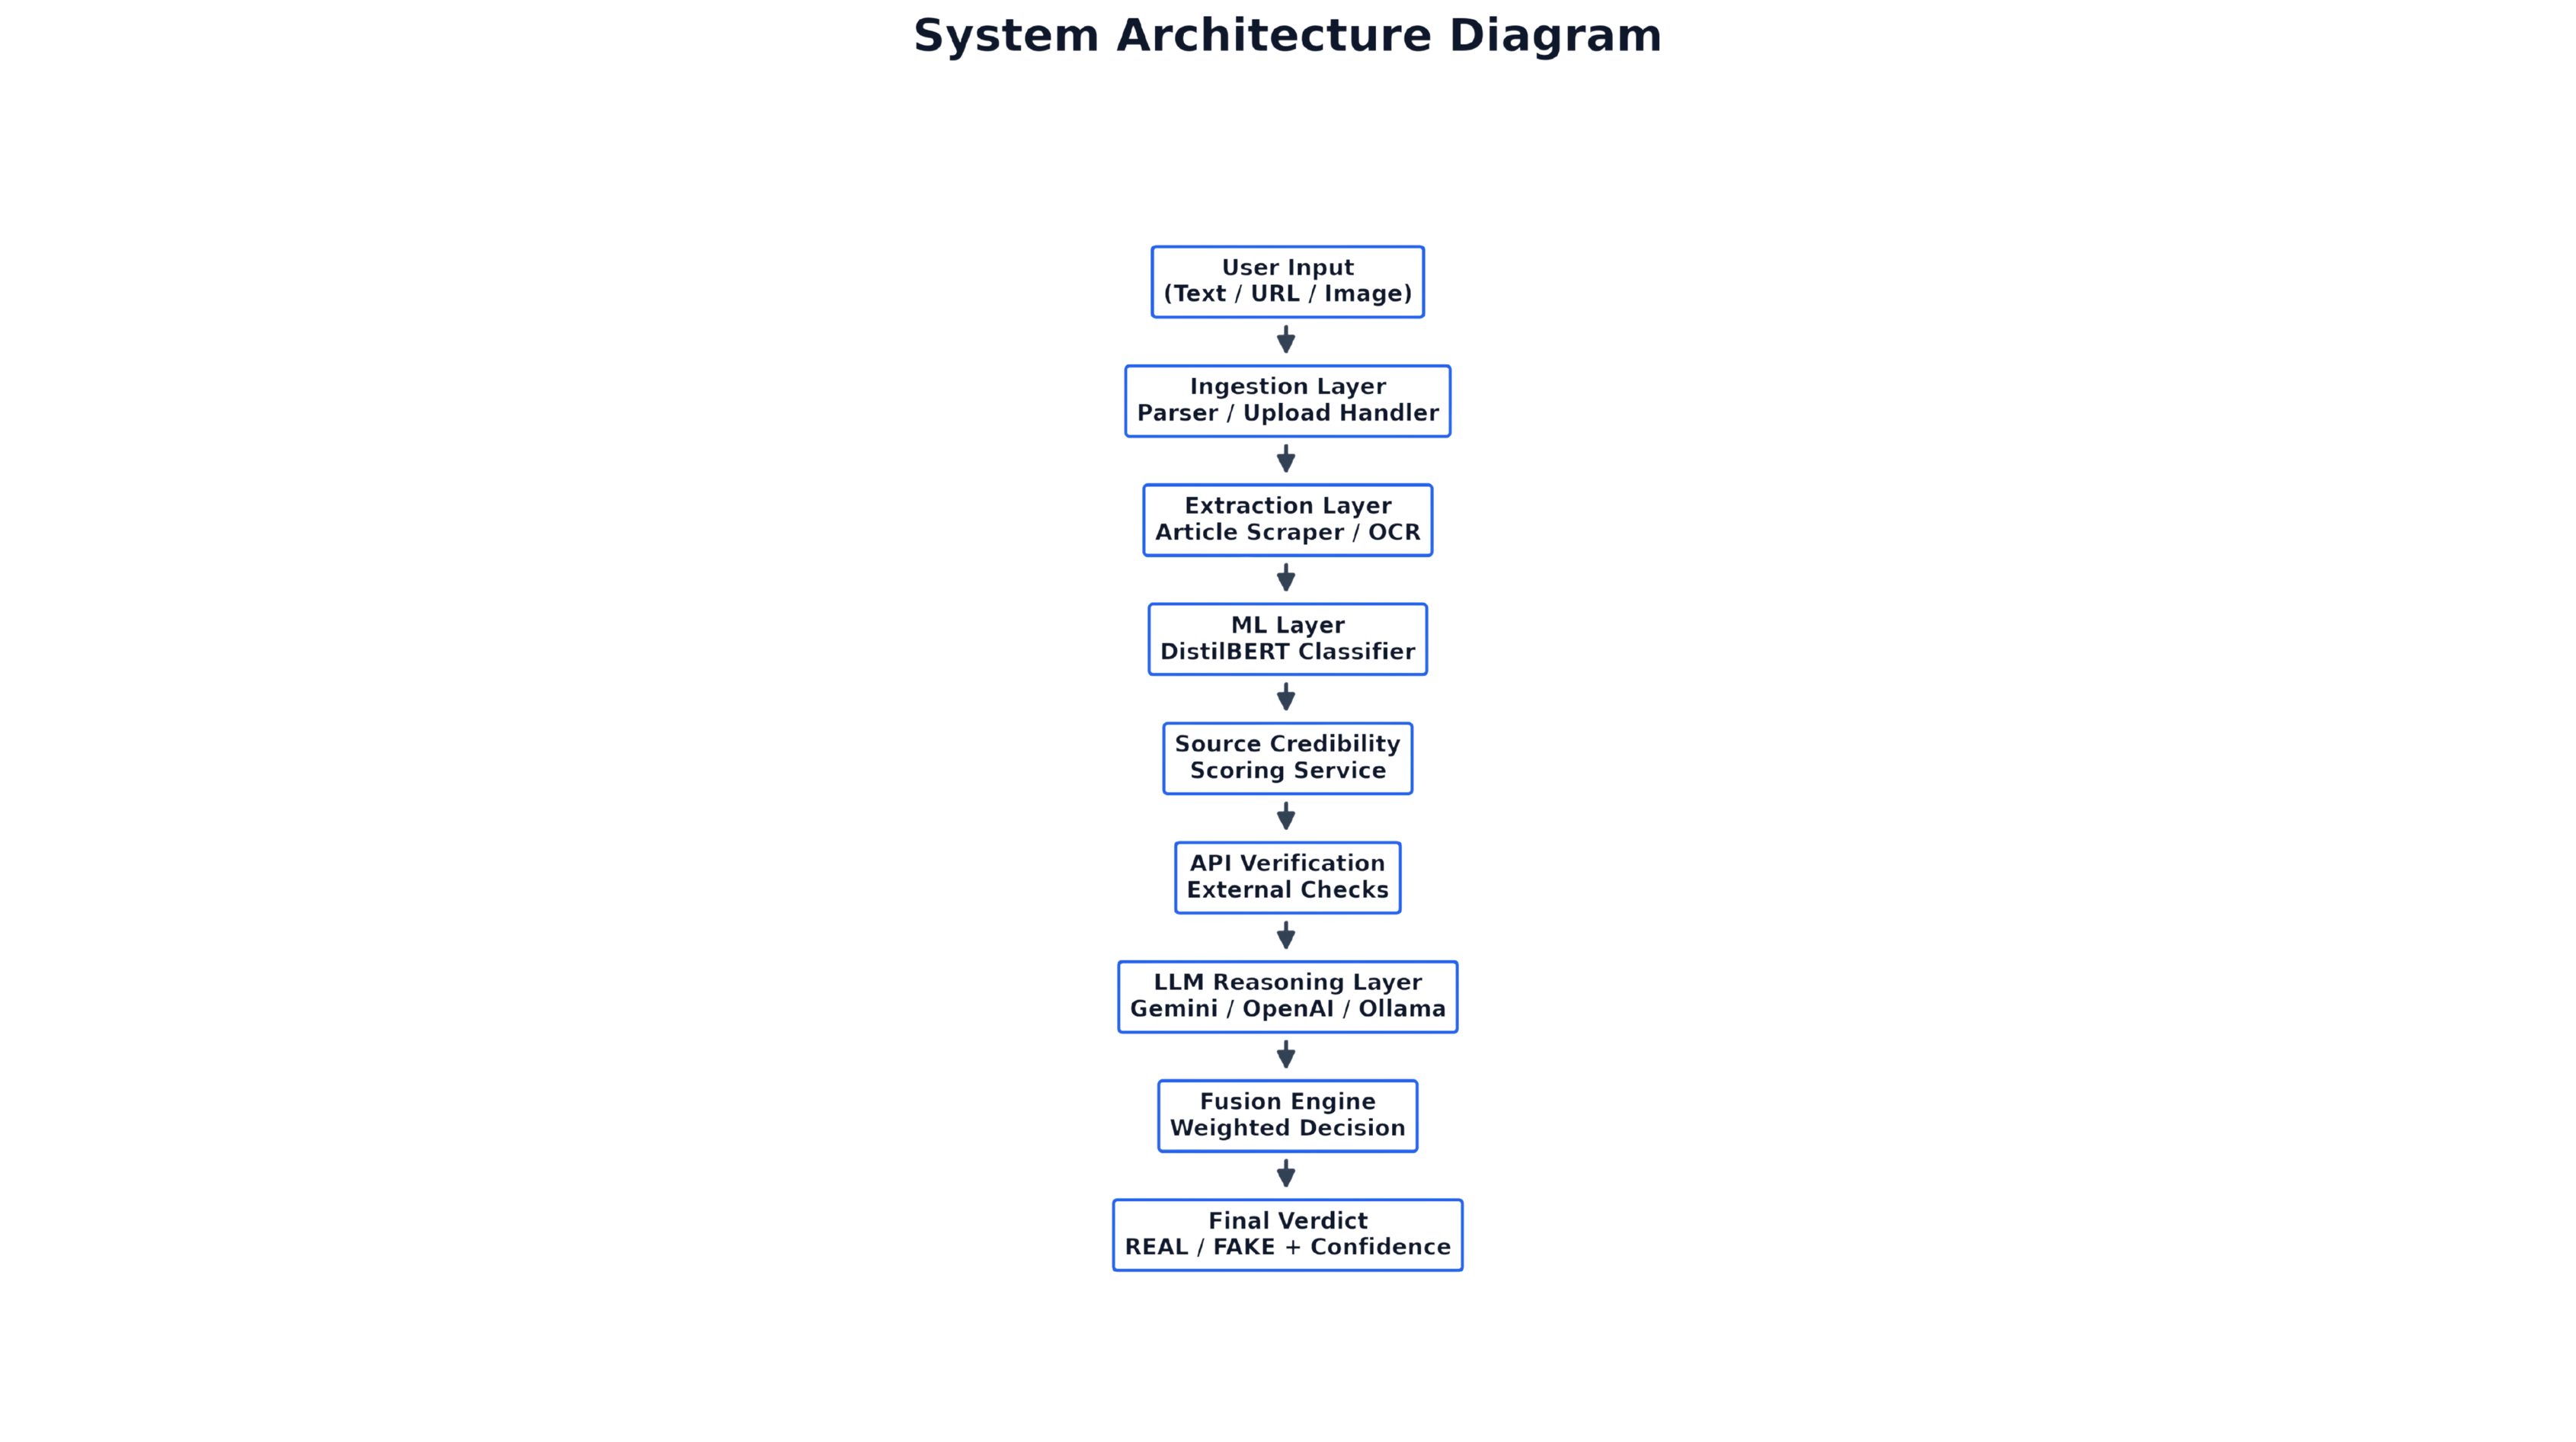 System Architecture Diagram
User Input
(Text / URL / Image)
Ingestion Layer
Parser / Upload Handler
Extraction Layer
Article Scraper / OCR
ML Layer
DistilBERT Classifier
Source Credibility
Scoring Service
API Verification
External Checks
LLM Reasoning Layer
Gemini / OpenAI / Ollama
Fusion Engine
Weighted Decision
Final Verdict
REAL / FAKE + Confidence